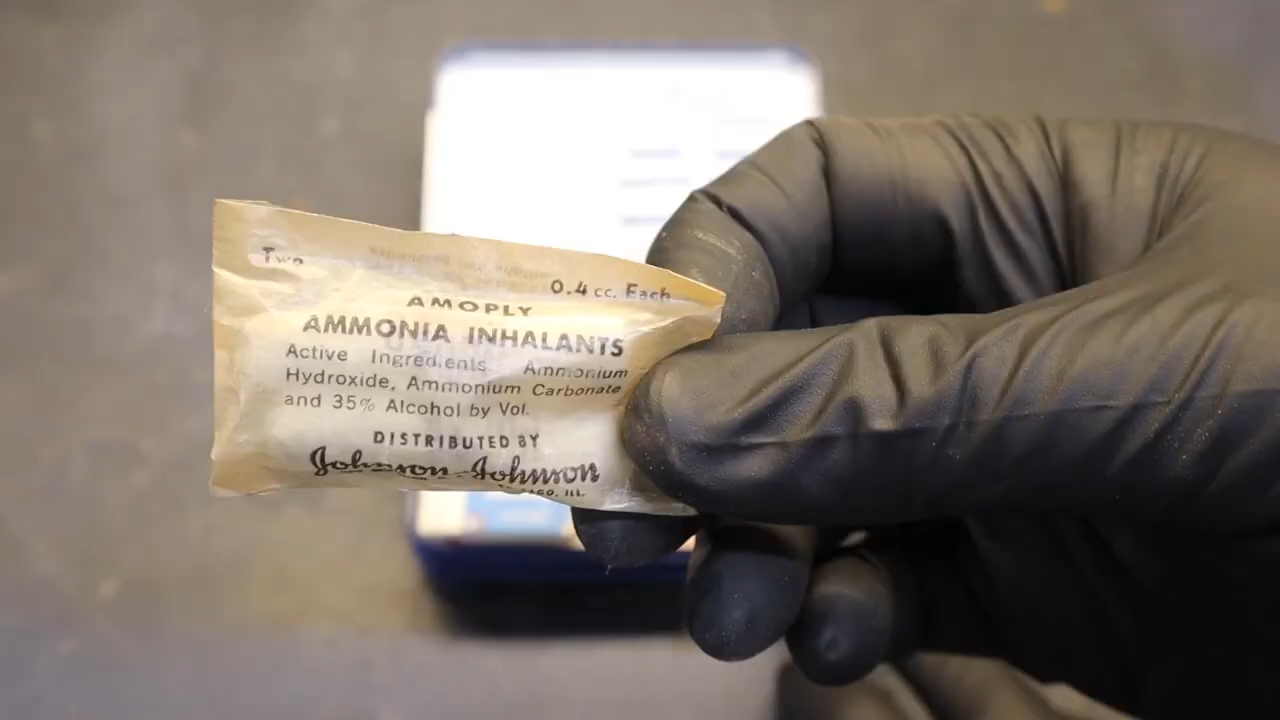 Two
0.4 cc. Each
AMOPLY
AMMONIA INHALANTS
Active Ingredients Ammonium
Hydroxide, Ammonium Carbonate
and 35% Alcohol by Vol.
DISTRIBUTED BY
Johnson-Johnson
ILL.